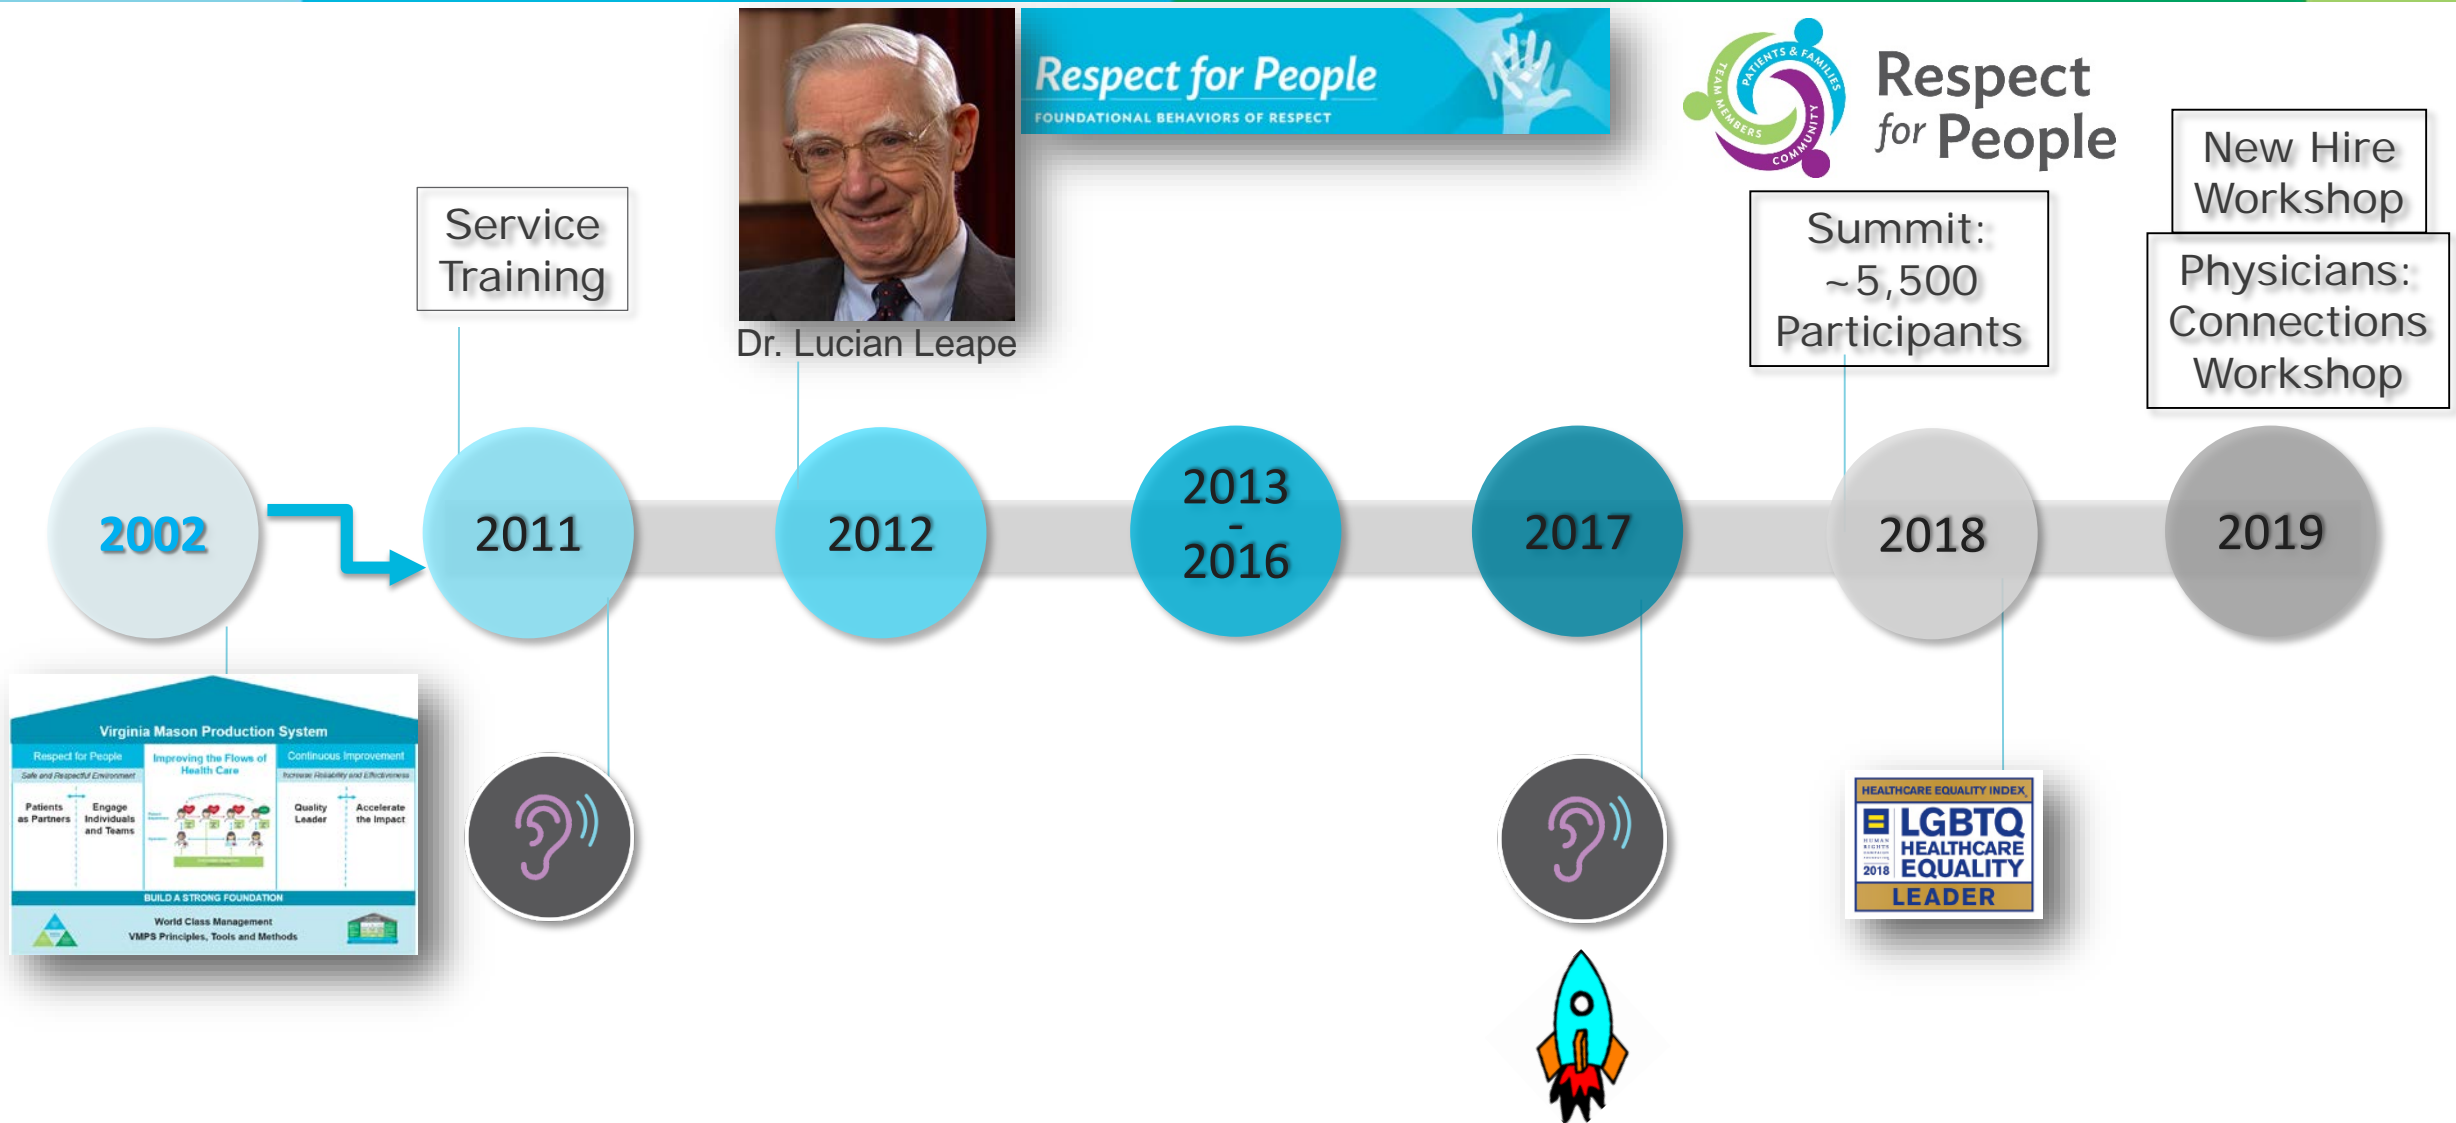 Respect for People
FOUNDATIONAL BEHAVIORS OF RESPECT
TEAM MEMBERS
PATIENTS & FAMILIES
COMMUNITY
Respect
for People
New Hire
Workshop
Service
Training
Summit:
~5,500
Participants
Physicians:
Connections
Workshop
Dr. Lucian Leape
2002
2011
2012
2013
-
2016
2017
2018
2019
Virginia Mason Production System
Respect for People
Safe and Respectful Environment
Patients
as Partners
Engage
Individuals
and Teams
Improving the Flows of
Health Care
Continuous Improvement
Increase Reliability and Effectiveness
Quality
Leader
Accelerate
the Impact
BUILD A STRONG FOUNDATION
World Class Management
VMPS Principles, Tools and Methods
HEALTHCARE EQUALITY INDEX
HUMAN
RIGHTS
2018
LGBTQ
HEALTHCARE
EQUALITY
LEADER